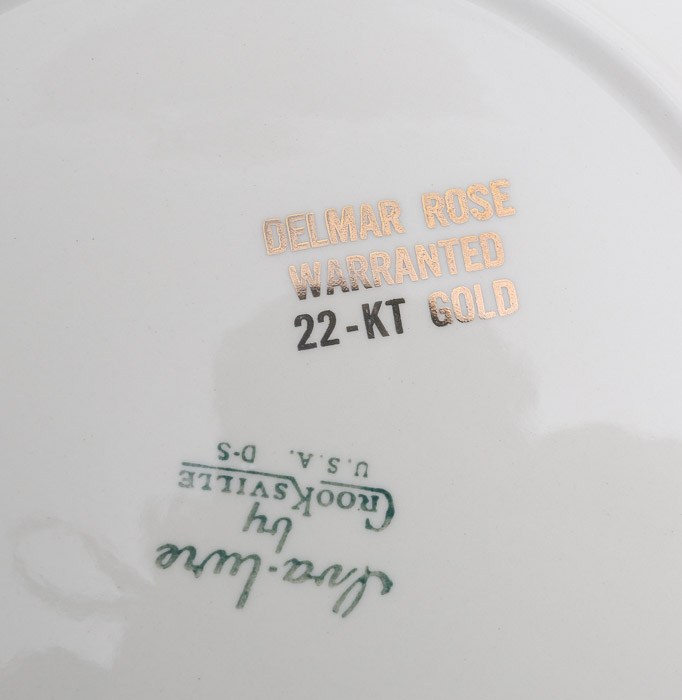 DELMAR ROSE
WARRANTED
22-KT GOLD
Iva-lure
by
CROOKSVILLE
U.S.A. D-S